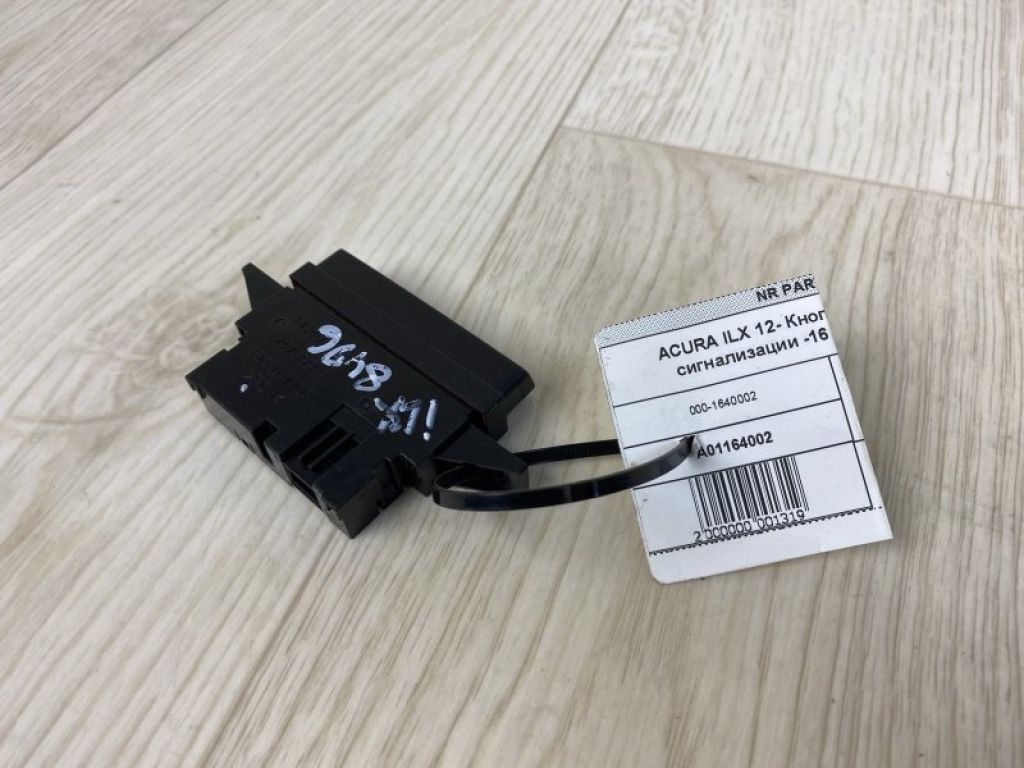 NR PAR
ACURA ILX 12- Кноп
сигнализации -16
000-1640002
A01164002
2 000000 001319